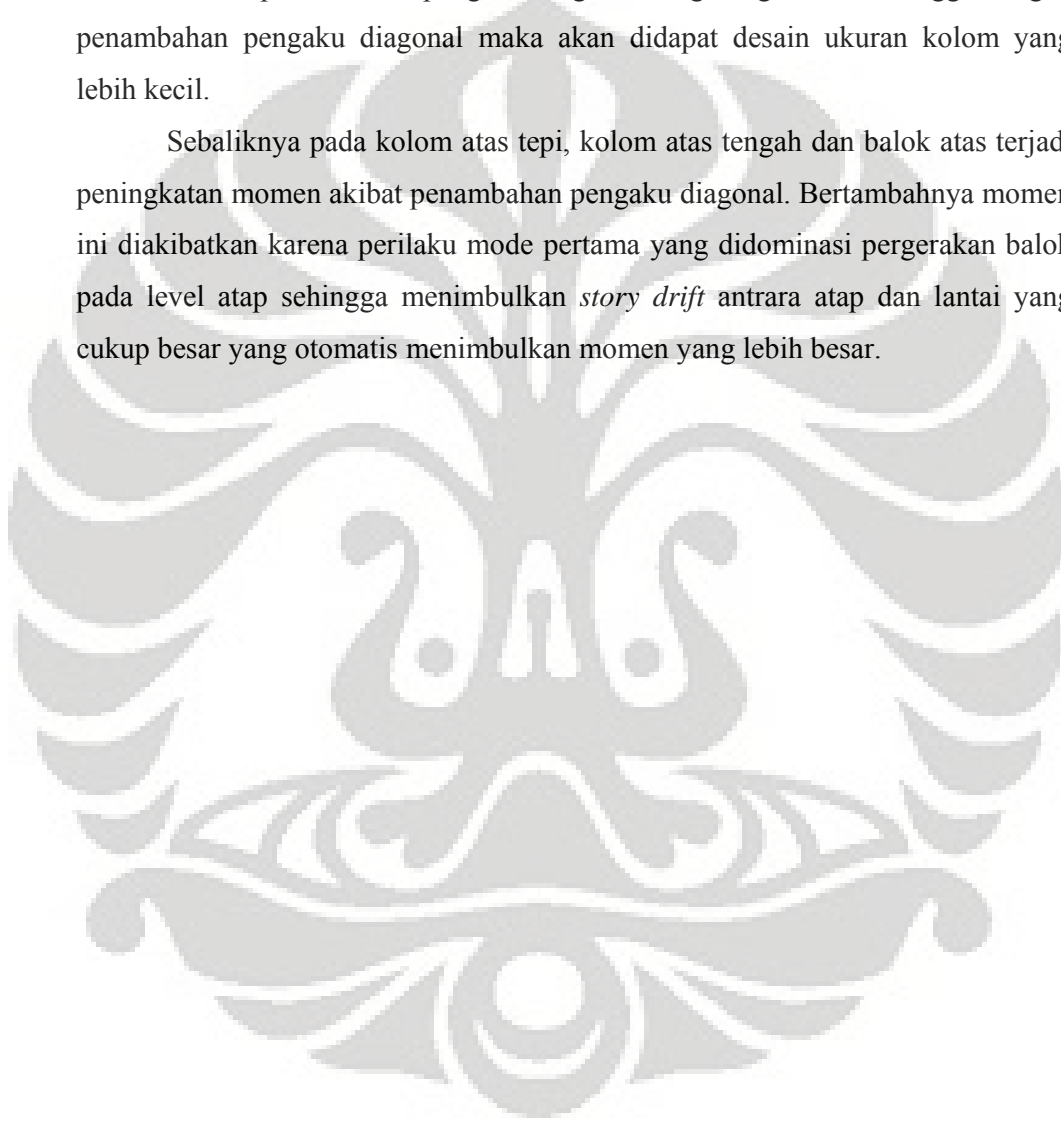 penambahan pengaku diagonal maka akan didapat desain ukuran kolom yang
lebih kecil.
Sebaliknya pada kolom atas tepi, kolom atas tengah dan balok atas terjad
peningkatan momen akibat penambahan pengaku diagonal. Bertambahnya momen
ini diakibatkan karena perilaku mode pertama yang didominasi pergerakan balok
pada level atap sehingga menimbulkan story drift antrara atap dan lantai yang
cukup besar yang otomatis menimbulkan momen yang lebih besar.